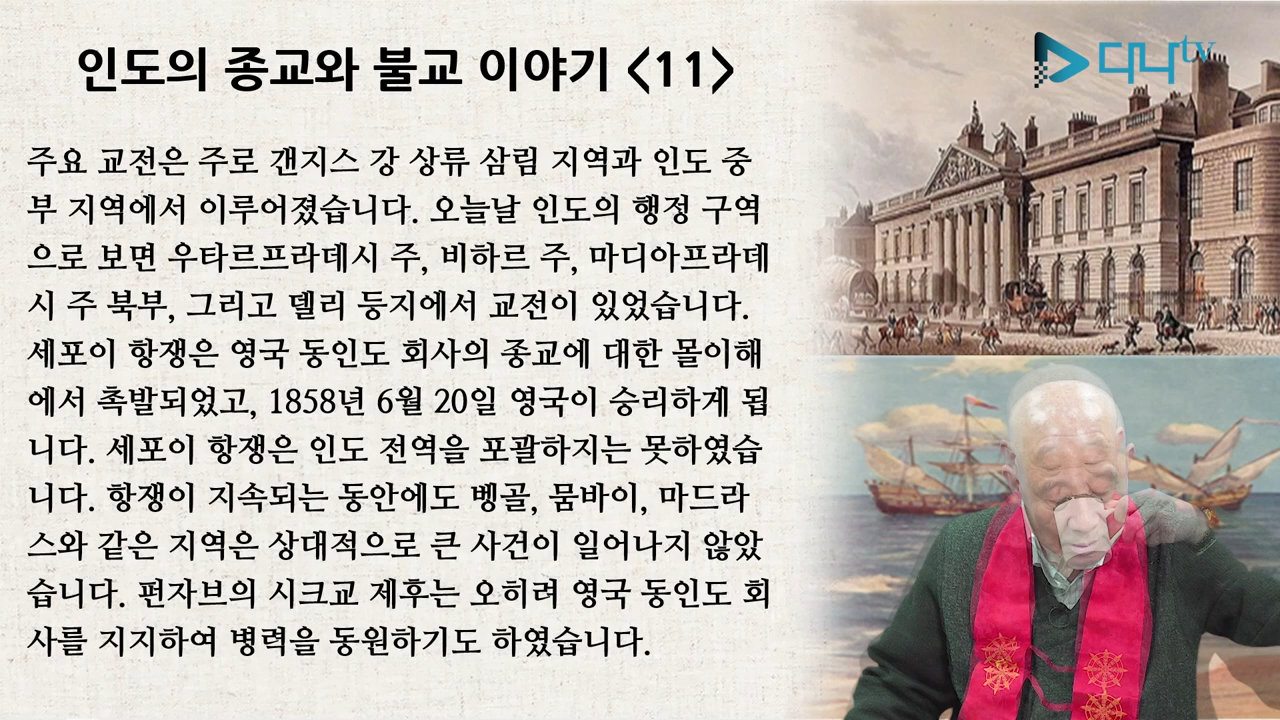 인도의 종교와 불교 이야기 <11>
디나tv
주요 교전은 주로 갠지스 강 상류 삼림 지역과 인도 중
부 지역에서 이루어졌습니다. 오늘날 인도의 행정 구역
으로 보면 우타르프라데시 주, 비하르 주, 마디아프라데
시 주 북부, 그리고 델리 등지에서 교전이 있었습니다.
세포이 항쟁은 영국 동인도 회사의 종교에 대한 몰이해
에서 촉발되었고, 1858년 6월 20일 영국이 승리하게 됩
니다. 세포이 항쟁은 인도 전역을 포괄하지는 못하였습
니다. 항쟁이 지속되는 동안에도 벵골, 뭄바이, 마드라
스와 같은 지역은 상대적으로 큰 사건이 일어나지 않았
습니다. 펀자브의 시크교 제후는 오히려 영국 동인도 회
사를 지지하여 병력을 동원하기도 하였습니다.